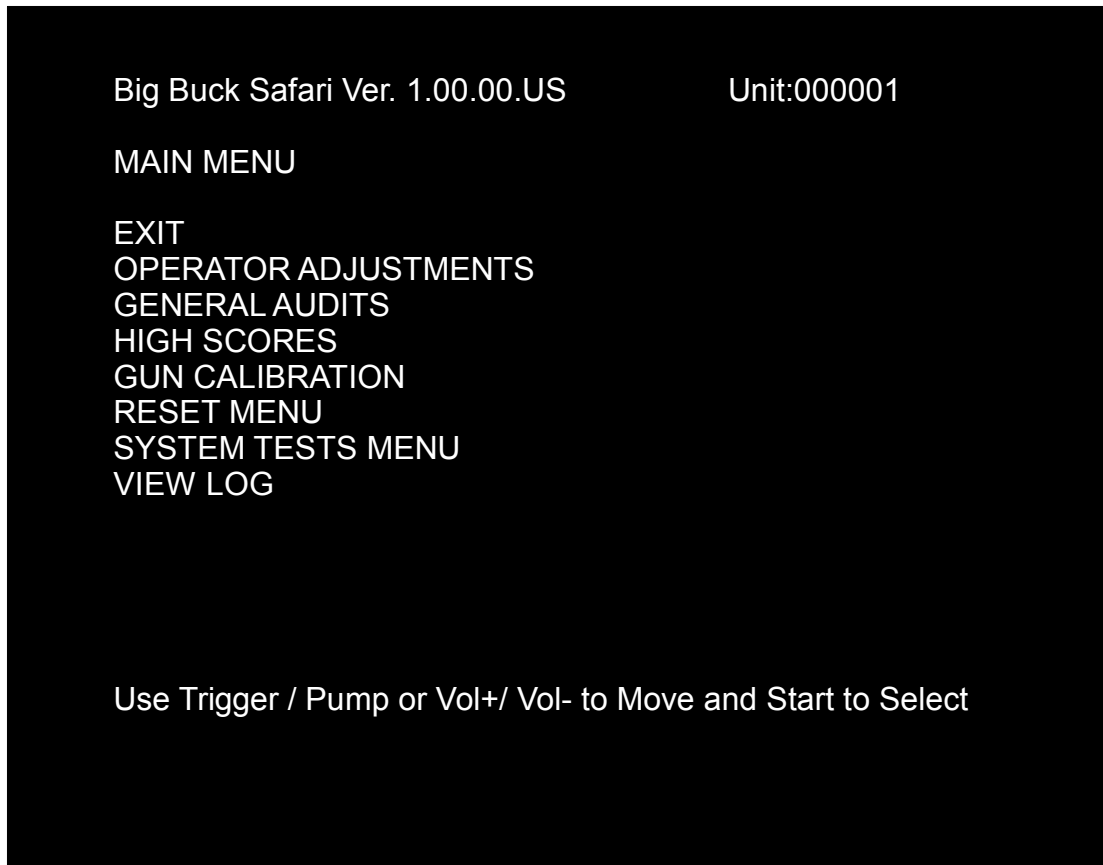 Big Buck Safari Ver. 1.00.00.US Unit:000001
MAIN MENU
EXIT
OPERATOR ADJUSTMENTS
GENERAL AUDITS
HIGH SCORES
GUN CALIBRATION
RESET MENU
SYSTEM TESTS MENU
VIEW LOG
Use Trigger / Pump or Vol+/ Vol- to Move and Start to Select